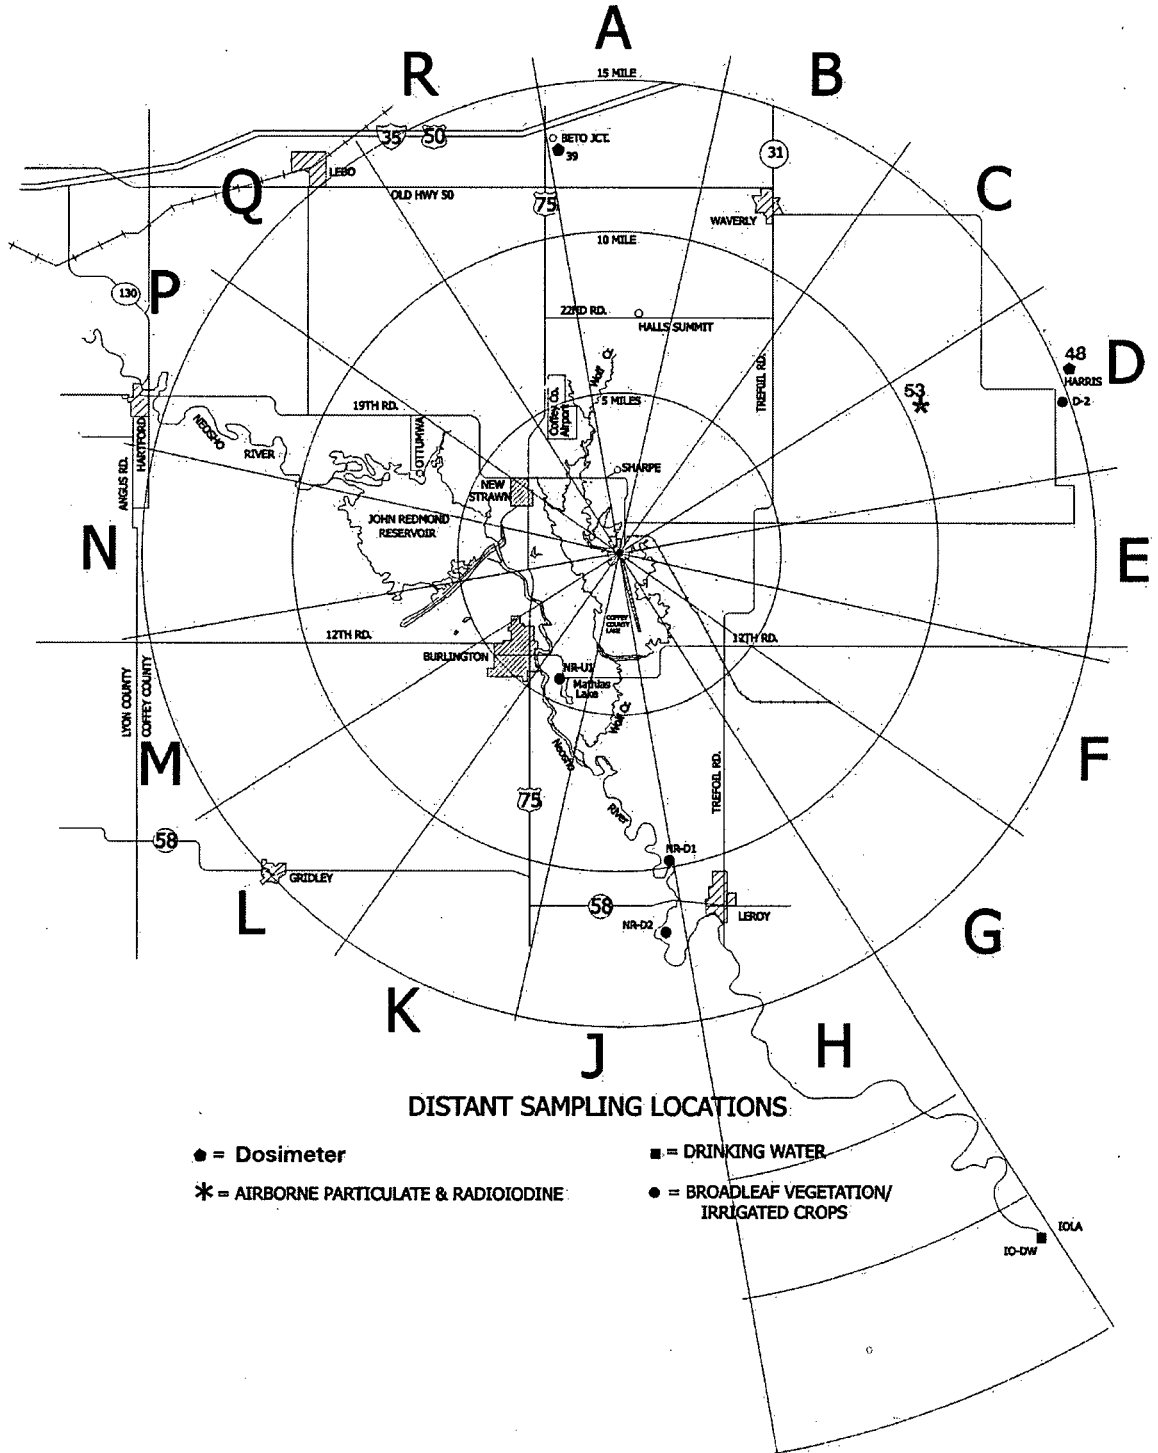 A
R
B
15 MILE
35
50
BETO JCT.
39
31
LEBO
Q
OLD HWY 50
75
C
WAVERLY
10 MILE
P
130
22ND RD.
HALLS SUMMIT
Wolf Cr.
TREFOIL RD.
48
D
HARRIS
53
D-2
5 MILES
Coffey Co.
Airport
19TH RD.
NEOSHO
RIVER
HARTFORD
ANGUS RD.
OTTUMWA
SHARPE
NEW
STRAWN
JOHN REDMOND
RESERVOIR
N
E
COFFEY
COUNTY
LAKE
12TH RD.
12TH RD.
BURLINGTON
NR-U1
Mathias
Lake
LYON COUNTY
COFFEY COUNTY
Wolf Cr.
M
Neosho
River
F
TREFOIL RD.
75
58
NR-D1
GRIDLEY
L
58
LEROY
NR-D2
G
K
J
H
DISTANT SAMPLING LOCATIONS
= Dosimeter
= DRINKING WATER
= AIRBORNE PARTICULATE & RADIOIODINE
= BROADLEAF VEGETATION/
IRRIGATED CROPS
IOLA
IO-DW